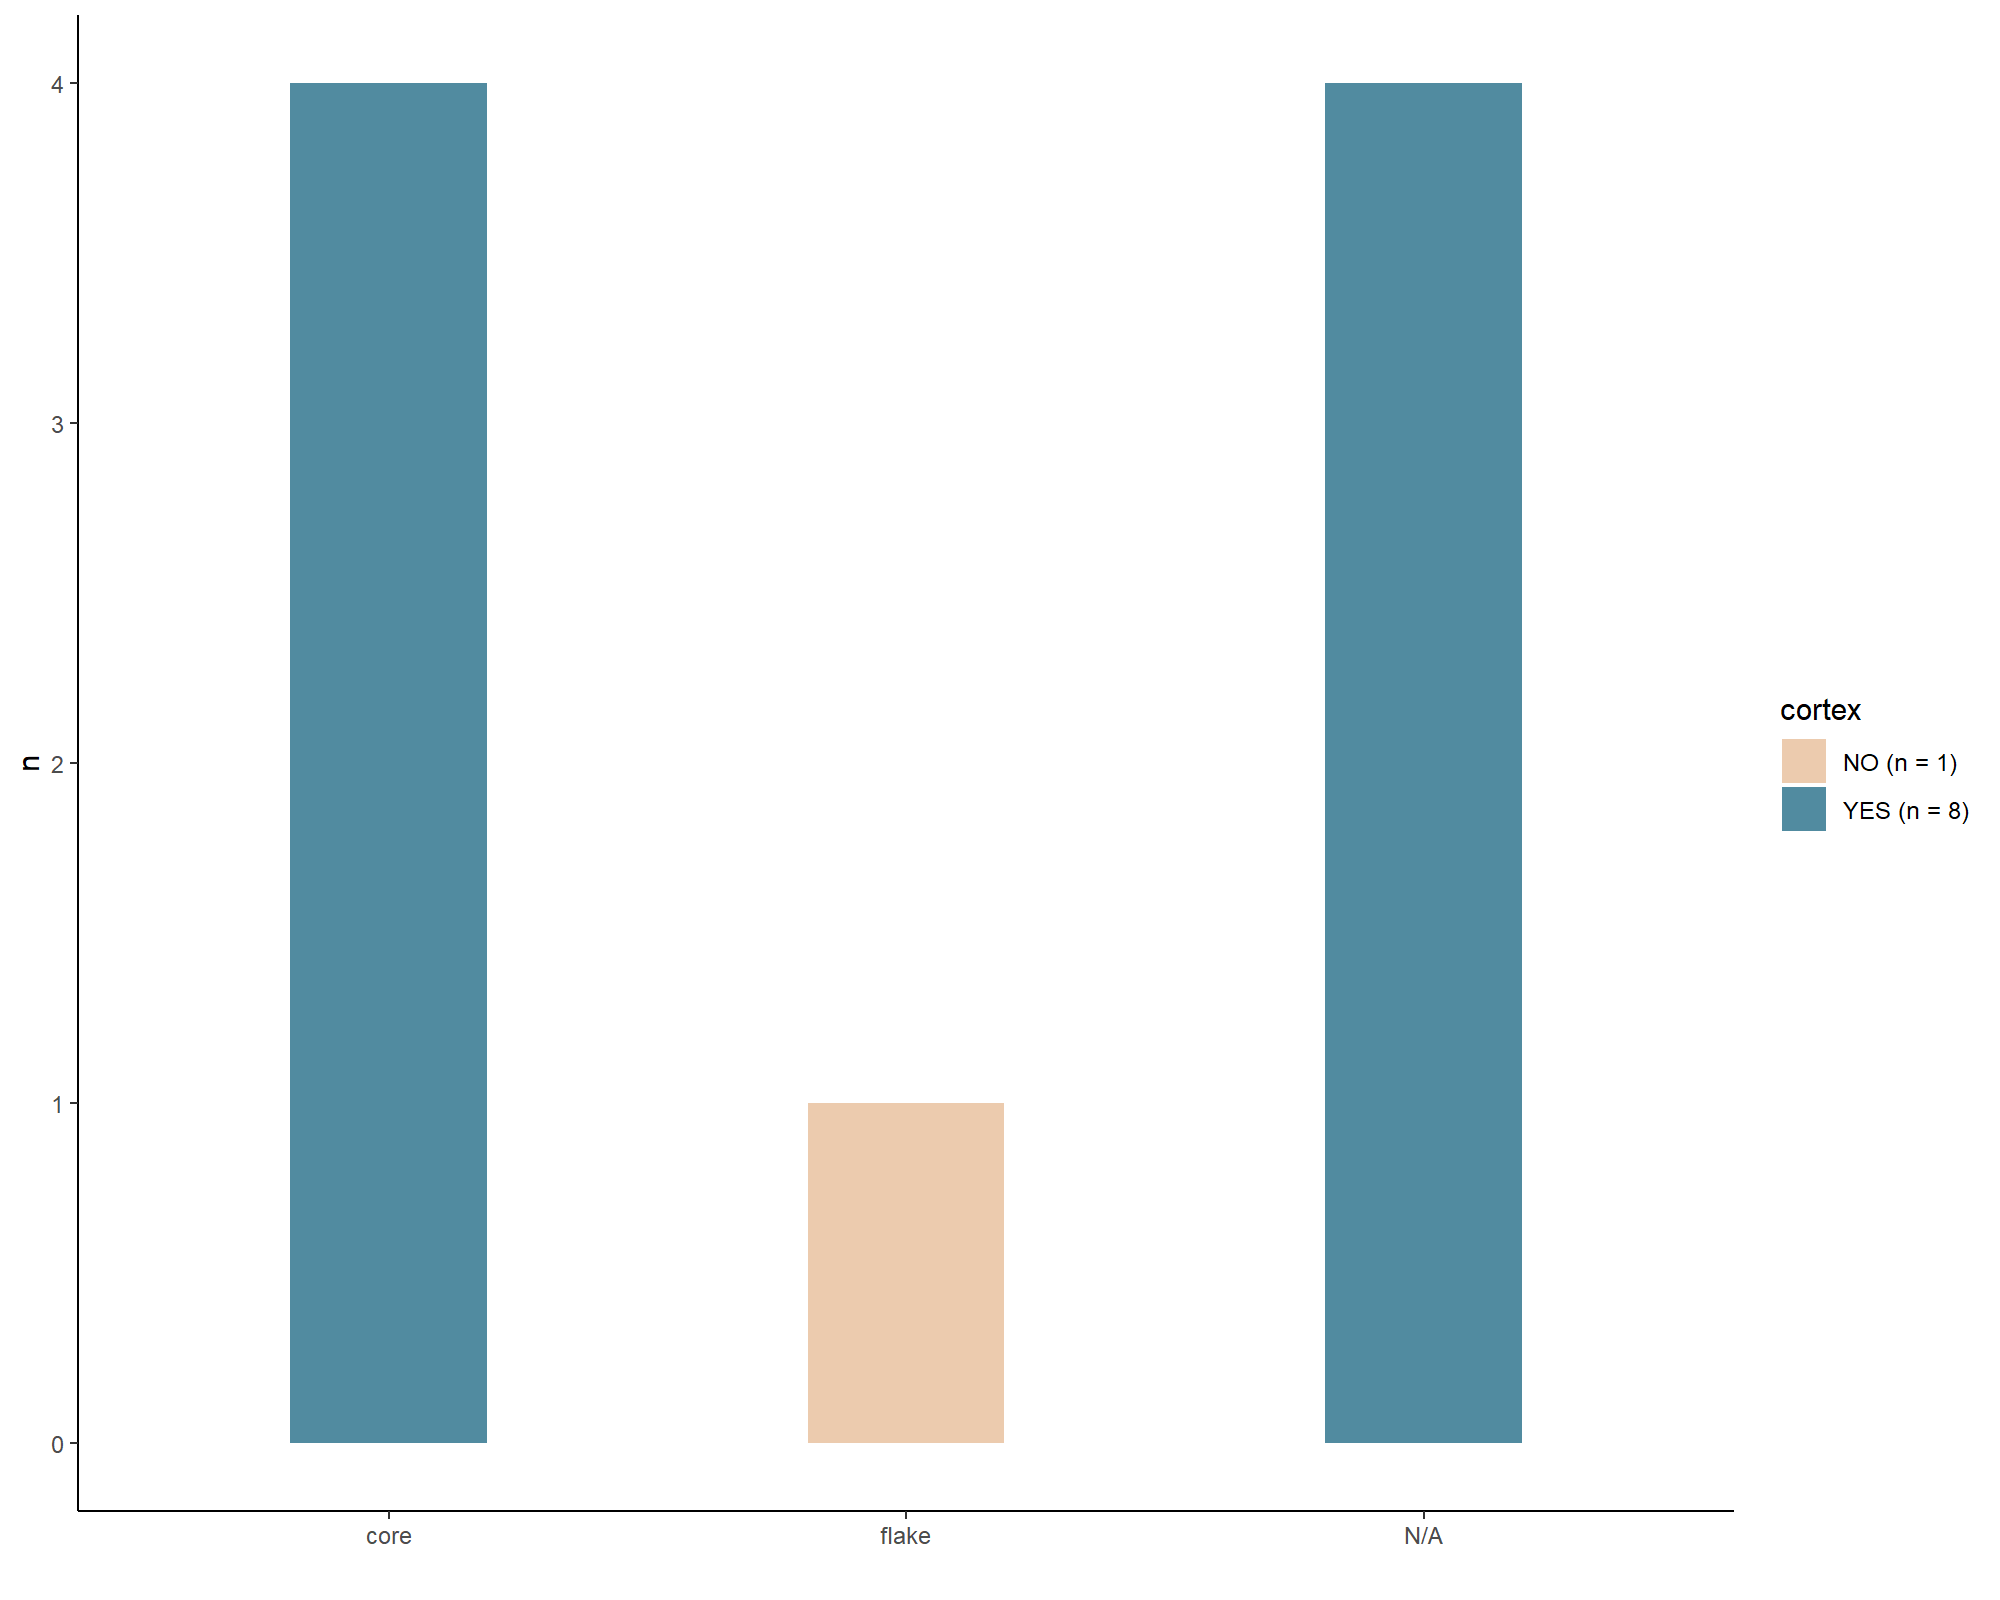 4
3
2
1
0
n
core
flake
N/A
cortex
NO (n = 1)
YES (n = 8)